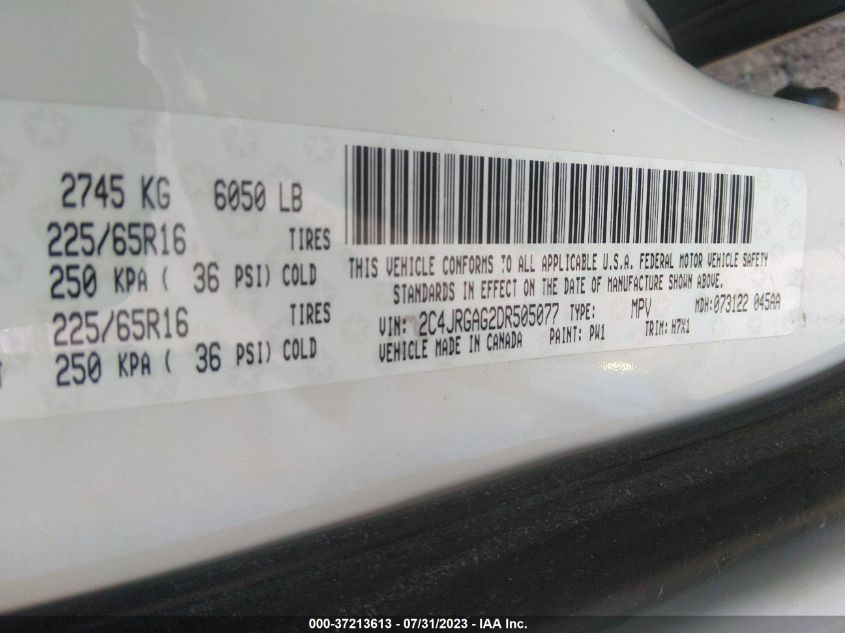 2745 KG 6050 LB
225/65R16 TIRES
250 KPA ( 36 PSI) COLD
225/65R16 TIRES
250 KPA ( 36 PSI) COLD
THIS VEHICLE CONFORMS TO ALL APPLICABLE U.S.A. FEDERAL MOTOR VEHICLE SAFETY
STANDARDS IN EFFECT ON THE DATE OF MANUFACTURE SHOWN ABOVE.
VIN: 2C4JRGAG2DR505077 TYPE: MPV MDH: 073122 045AA
VEHICLE MADE IN CANADA PAINT: PW1 TRIM: H7X1
000-37213613 - 07/31/2023 - IAA Inc.